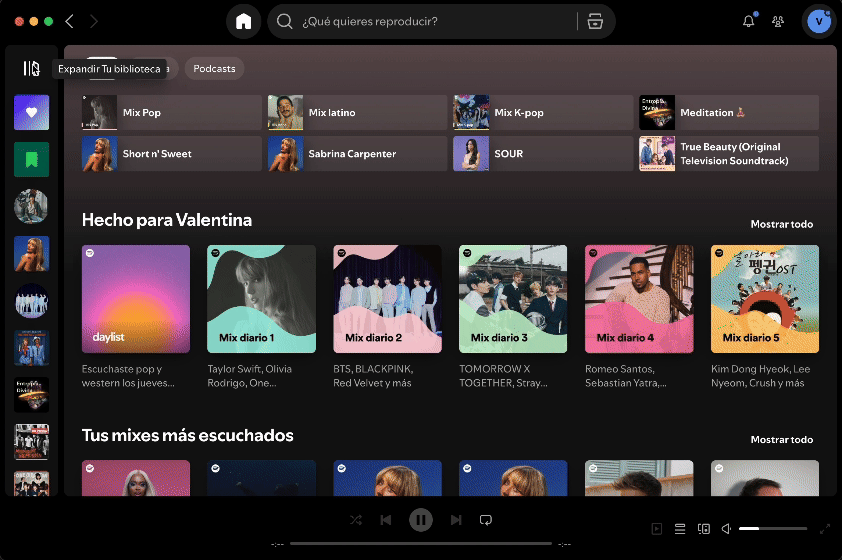 ¿Qué quieres reproducir?
V
Expandir Tu biblioteca
Podcasts
Mix Pop
Mix latino
Mix K-pop
Meditation
Short n' Sweet
Sabrina Carpenter
SOUR
True Beauty (Original
Television Soundtrack)
Hecho para Valentina
Mostrar todo
daylist
Mix diario 1
Mix diario 2
Mix diario 3
Mix diario 4
Mix diario 5
Escuchaste pop y
western los jueves...
Taylor Swift, Olivia
Rodrigo, One...
BTS, BLACKPINK,
Red Velvet y más
TOMORROW X
TOGETHER, Stray...
Romeo Santos,
Sebastian Yatra,...
Kim Dong Hyeok, Lee
Nyeom, Crush y más
Tus mixes más escuchados
Mostrar todo
-:--
-:--